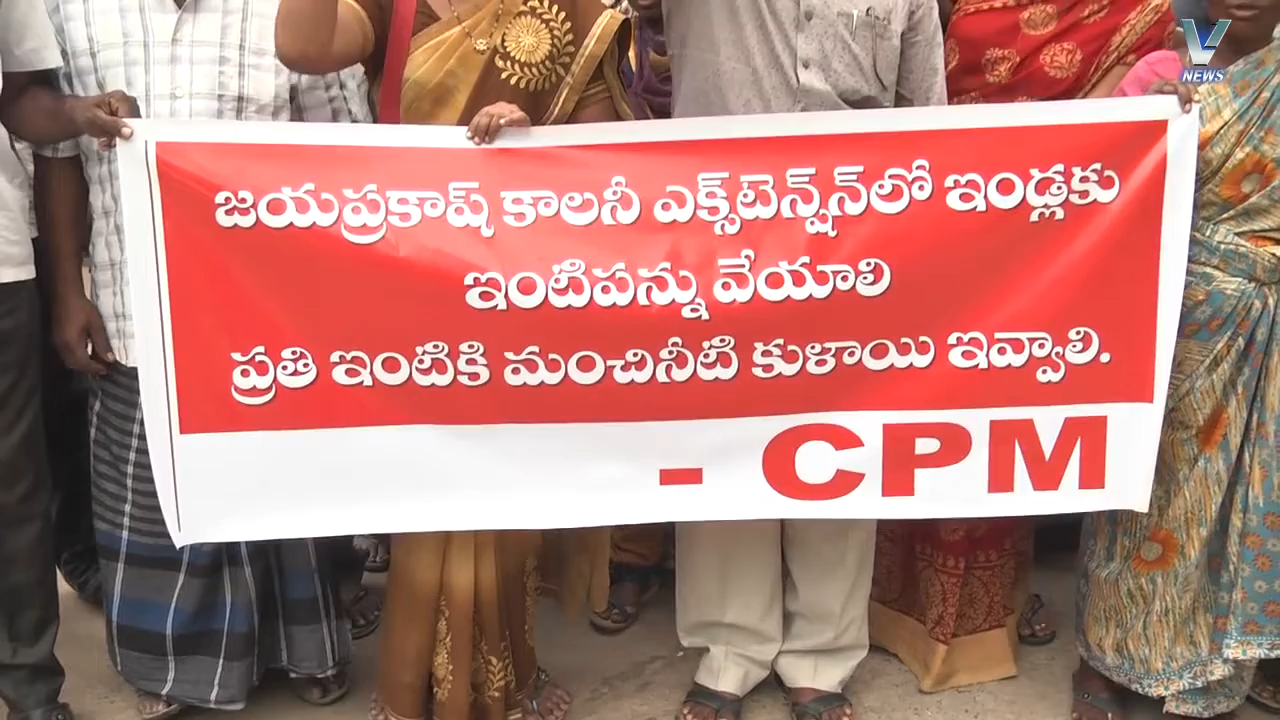 V
NEWS
జయప్రకాష్ కాలనీ ఎక్స్‌టెన్షన్‌లో ఇండ్లకు
ఇంటిపన్ను వేయాలి
ప్రతి ఇంటికి మంచినీటి కుళాయి ఇవ్వాలి.
- CPM